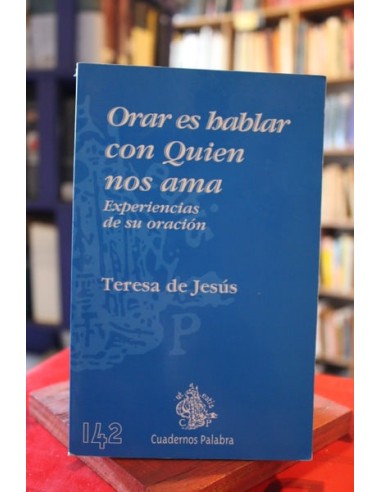 Orar es hablar
con Quien
nos ama
Experiencias
de su oración
Teresa de Jesús
142
Cuadernos Palabra